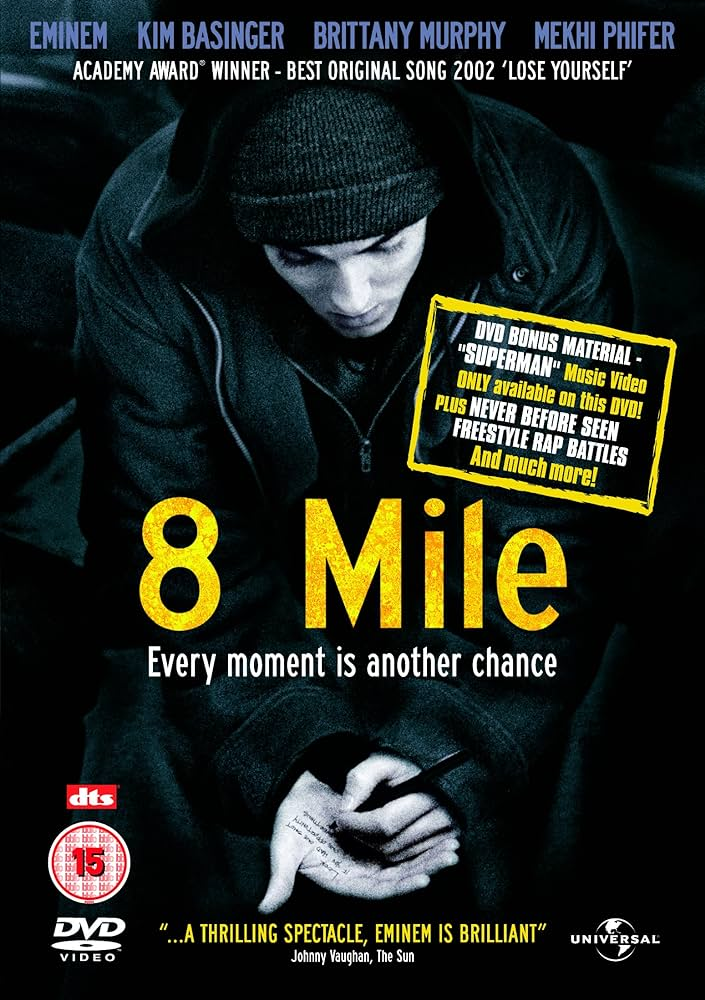 EMINEM KIM BASINGER BRITTANY MURPHY MEKHI PHIFER
ACADEMY AWARD® WINNER - BEST ORIGINAL SONG 2002 'LOSE YOURSELF'
DVD BONUS MATERIAL -
"SUPERMAN" Music Video
ONLY available on this DVD!
PLUS NEVER BEFORE SEEN
FREESTYLE RAP BATTLES
And much more!
8 Mile
Every moment is another chance
dts
15
DVD
VIDEO
"...A THRILLING SPECTACLE, EMINEM IS BRILLIANT"
Johnny Vaughan, The Sun
UNIVERSAL